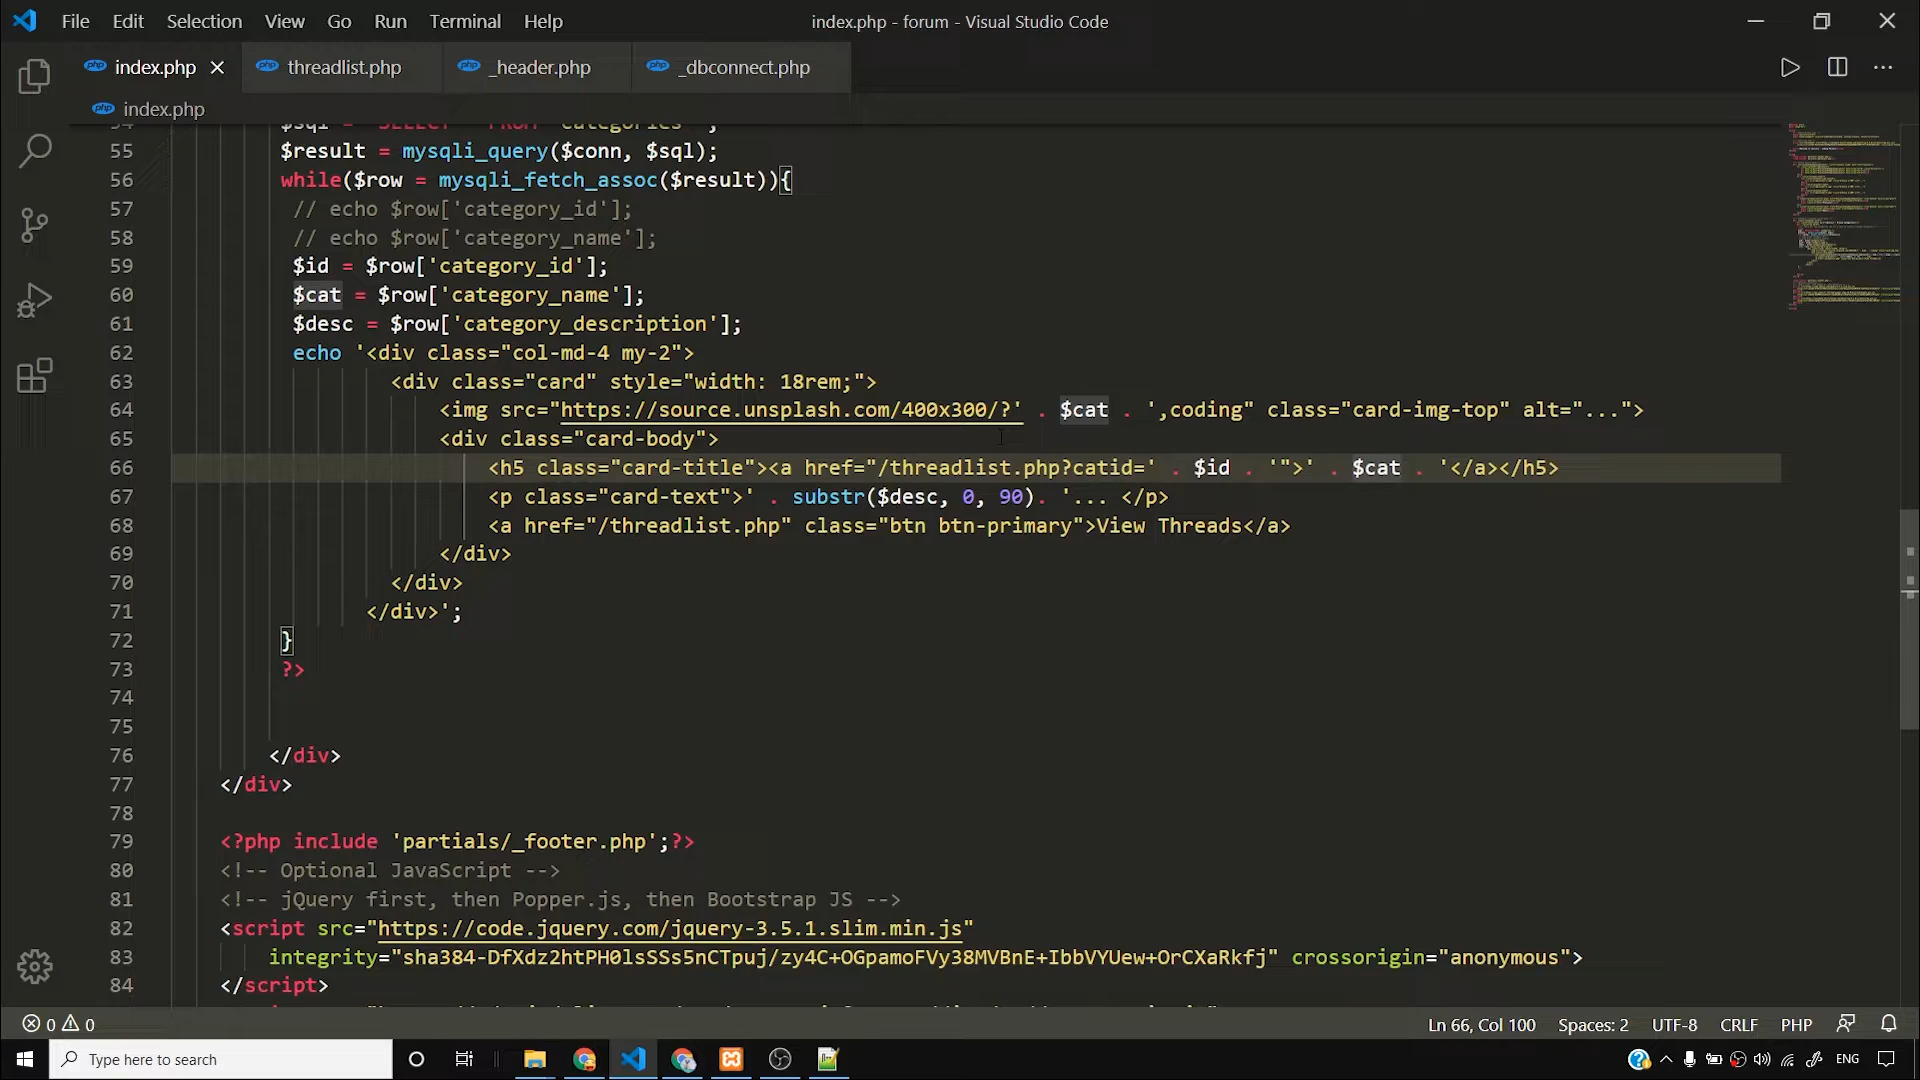 File Edit Selection View Go Run Terminal Help
index.php - forum - Visual Studio Code
index.php threadlist.php _header.php _dbconnect.php
index.php
55 $result = mysqli_query($conn, $sql);
56 while($row = mysqli_fetch_assoc($result)){
57 // echo $row['category_id'];
58 // echo $row['category_name'];
59 $id = $row['category_id'];
60 $cat = $row['category_name'];
61 $desc = $row['category_description'];
62 echo '<div class="col-md-4 my-2">
63 <div class="card" style="width: 18rem;">
64 <img src="https://source.unsplash.com/400x300/?' . $cat . ',coding" class="card-img-top" alt="...">
65 <div class="card-body">
66 <h5 class="card-title"><a href="/threadlist.php?catid=' . $id . '">' . $cat . '</a></h5>
67 <p class="card-text">' . substr($desc, 0, 90). '... </p>
68 <a href="/threadlist.php" class="btn btn-primary">View Threads</a>
69 </div>
70 </div>
71 </div>';
72 }
73 ?>
74
75
76 </div>
77 </div>
78
79 <?php include 'partials/_footer.php';?>
80 <!-- Optional JavaScript -->
81 <!-- jQuery first, then Popper.js, then Bootstrap JS -->
82 <script src="https://code.jquery.com/jquery-3.5.1.slim.min.js"
83 integrity="sha384-DfXdz2htPH0lsSSs5nCTpuj/zy4C+OGpamoFVy38MVBnE+IbbVYUew+OrCXaRkfj" crossorigin="anonymous">
84 </script>
0 0 Ln 66, Col 100 Spaces: 2 UTF-8 CRLF PHP
Type here to search
ENG